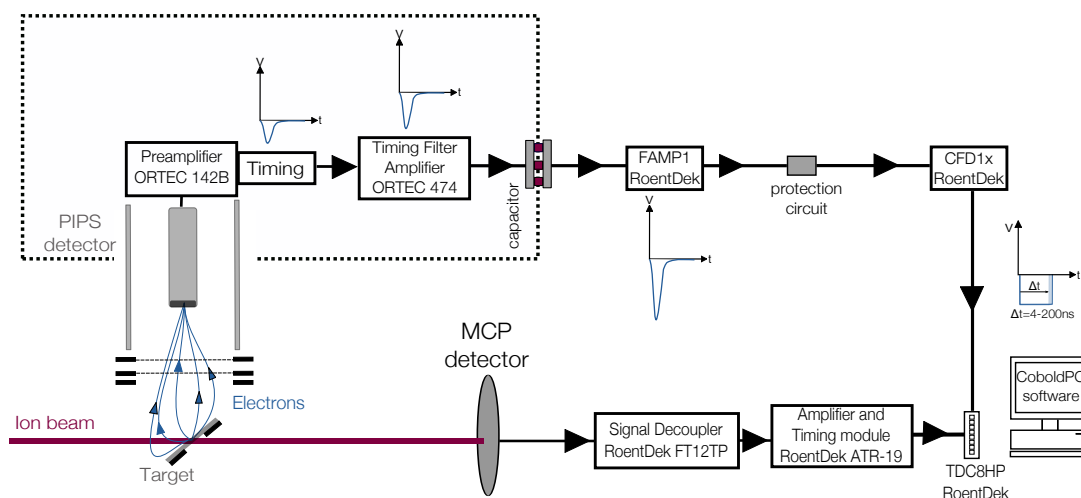 V
t
V
t
Preamplifier
ORTEC 142B
Timing
Timing Filter
Amplifier
ORTEC 474
capacitor
FAMP1
RoentDek
protection
circuit
CFD1x
RoentDek
PIPS
detector
V
t
V
t
Δt
Δt=4-200ns
MCP
detector
Electrons
Ion beam
Target
Signal Decoupler
RoentDek FT12TP
Amplifier and
Timing module
RoentDek ATR-19
TDC8HP
RoentDek
CoboldPC
software